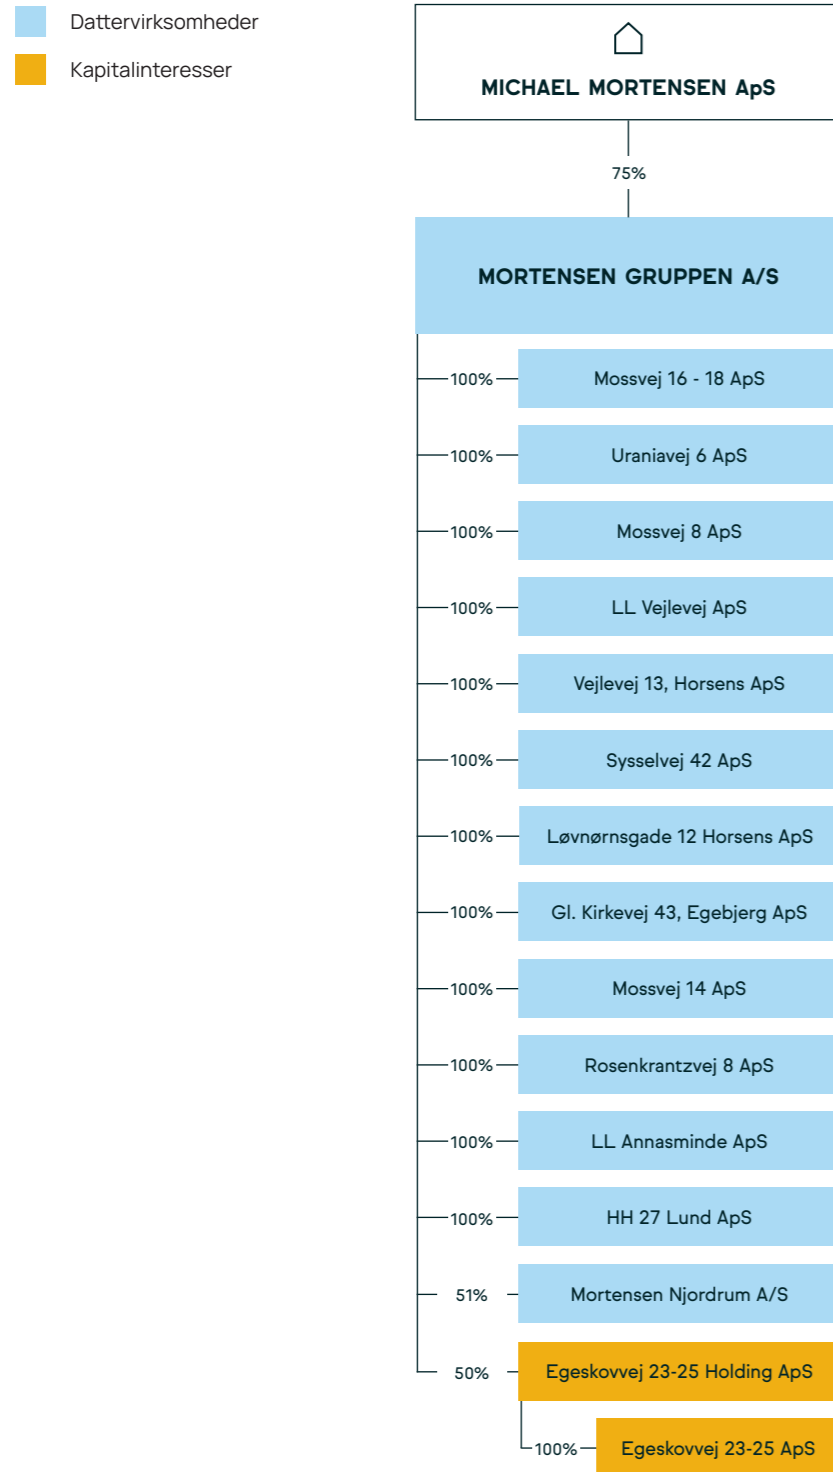 Dattervirksomheder
Kapitalinteresser
MICHAEL MORTENSEN ApS
75%
MORTENSEN GRUPPEN A/S
100% Mossvej 16 - 18 ApS
100% Uraniavej 6 ApS
100% Mossvej 8 ApS
100% LL Vejlevej ApS
100% Vejlevej 13, Horsens ApS
100% Sysselvej 42 ApS
100% Løvnørnsgade 12 Horsens ApS
100% Gl. Kirkevej 43, Egebjerg ApS
100% Mossvej 14 ApS
100% Rosenkrantzvej 8 ApS
100% LL Annasminde ApS
100% HH 27 Lund ApS
51% Mortensen Njordrum A/S
50% Egeskovvej 23-25 Holding ApS
100% Egeskovvej 23-25 ApS